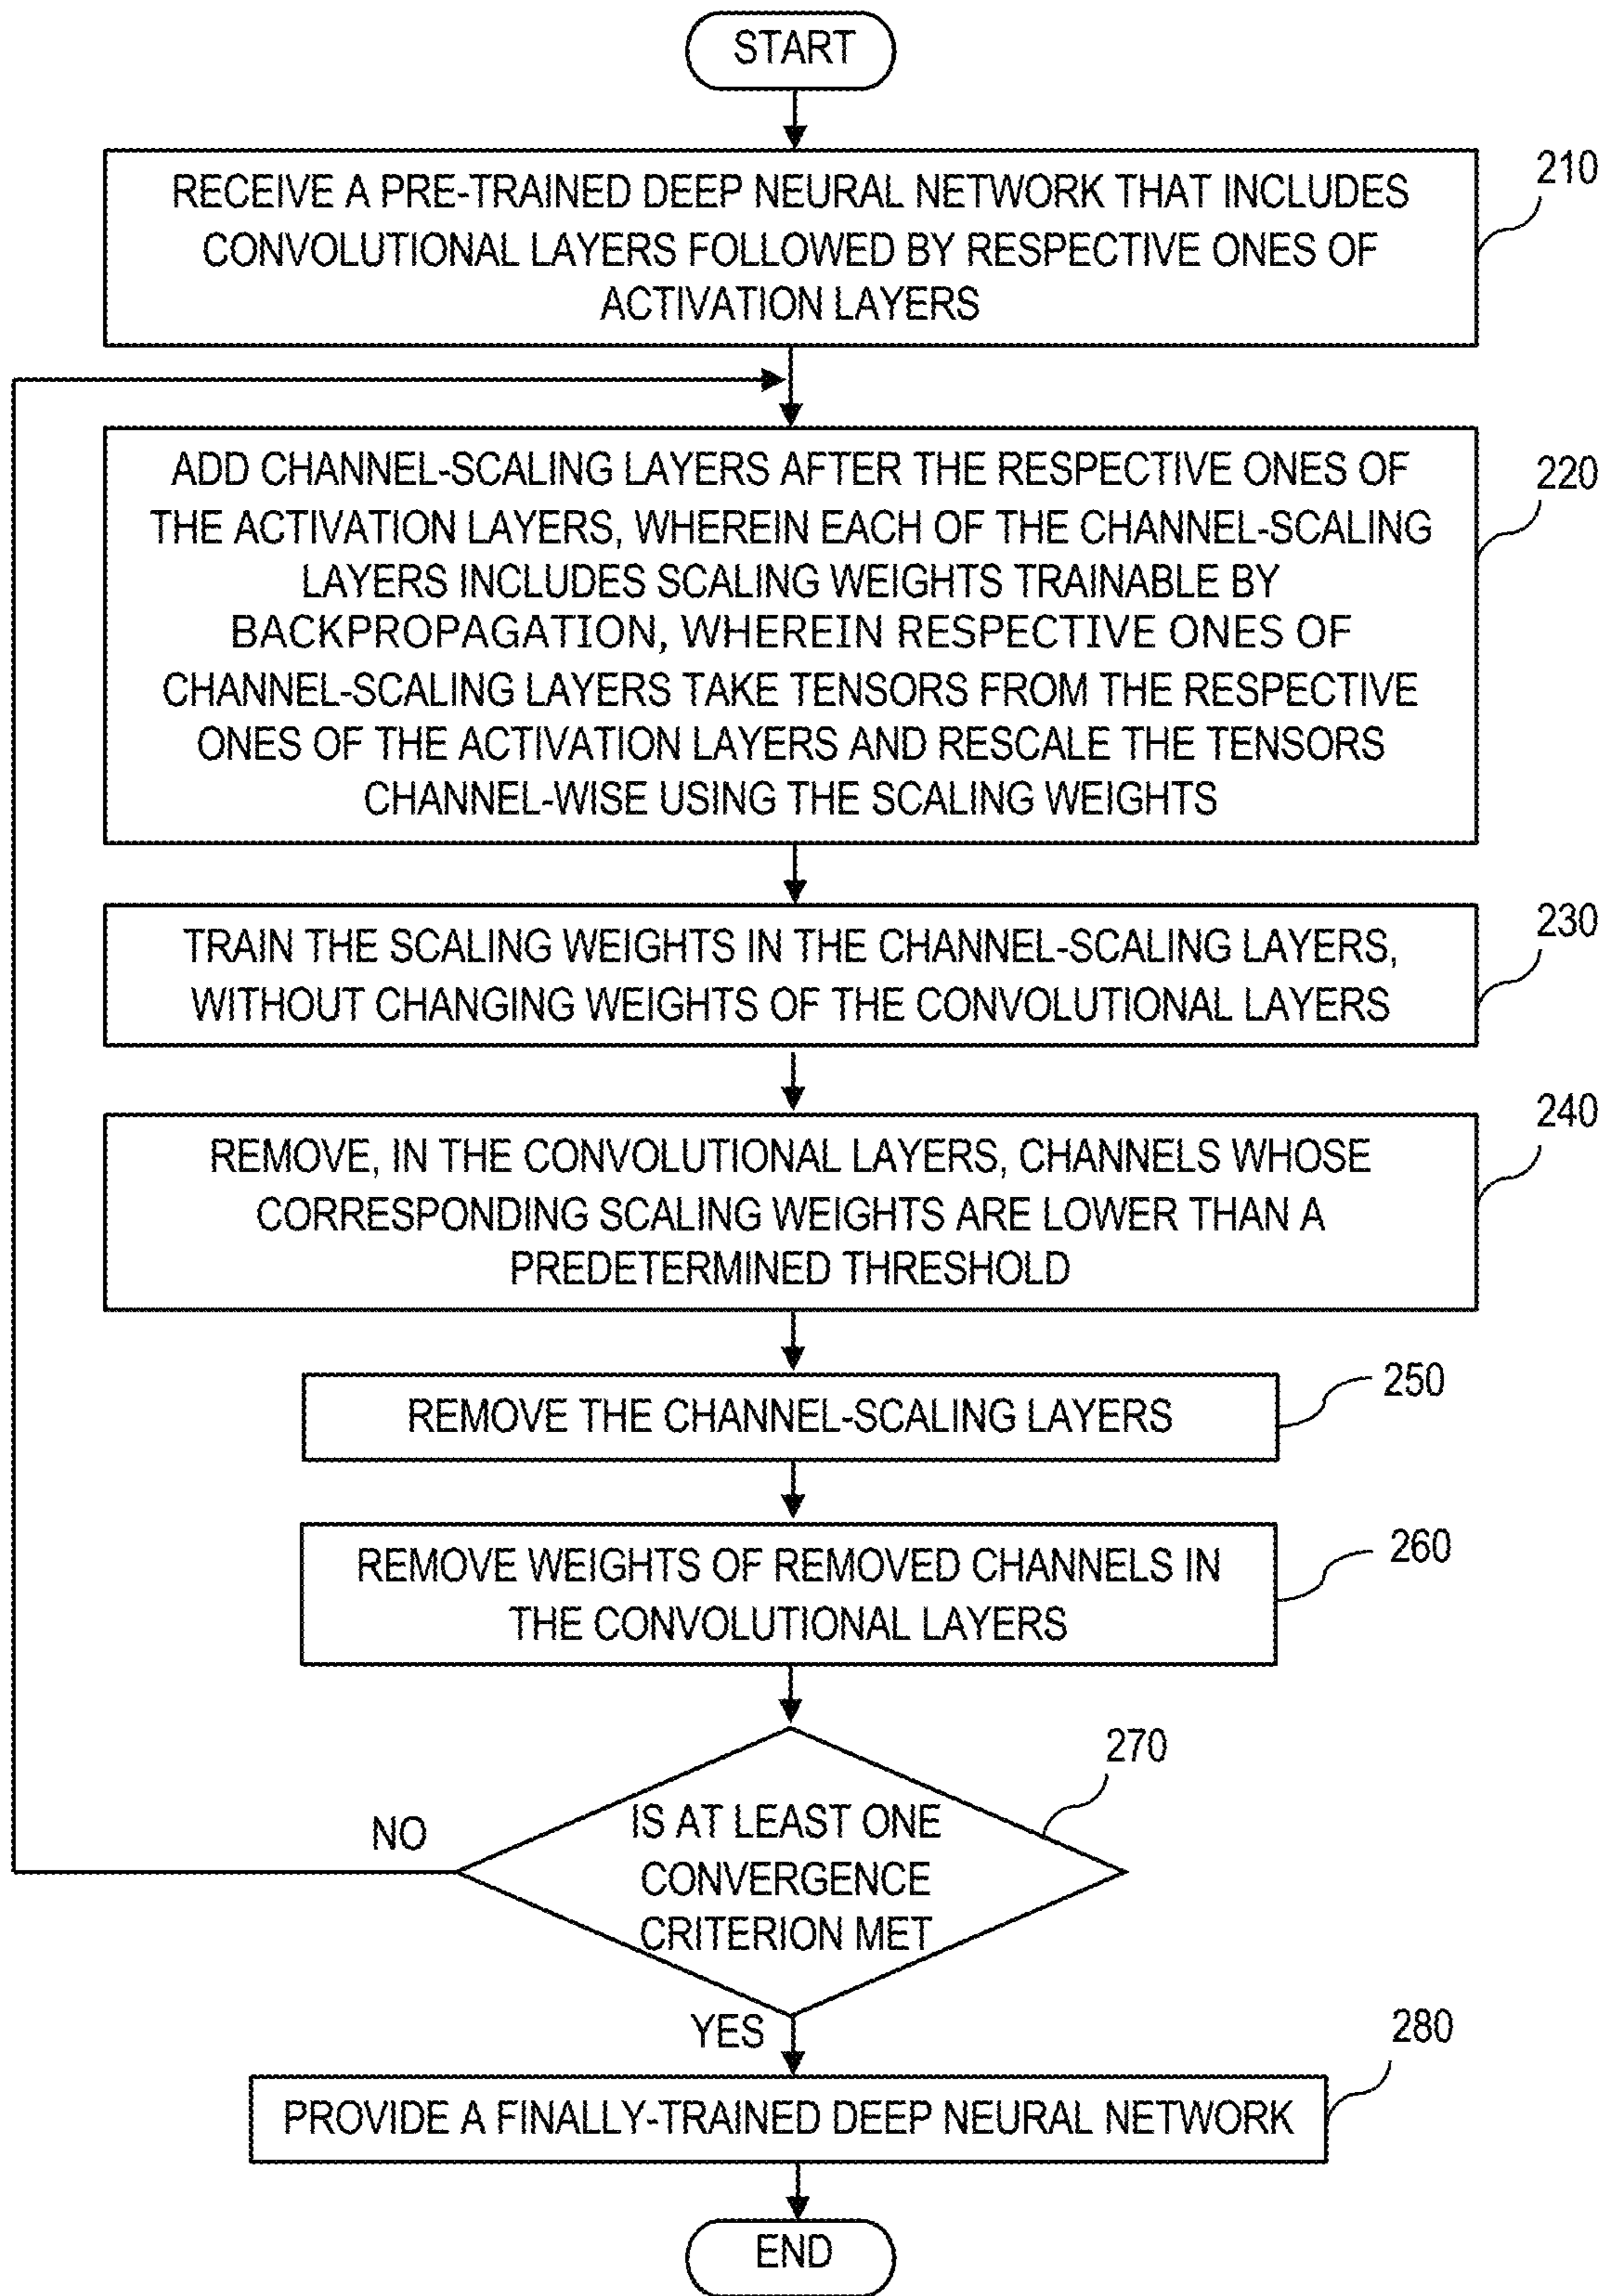 START
RECEIVE A PRE-TRAINED DEEP NEURAL NETWORK THAT INCLUDES
CONVOLUTIONAL LAYERS FOLLOWED BY RESPECTIVE ONES OF
ACTIVATION LAYERS
210
ADD CHANNEL-SCALING LAYERS AFTER THE RESPECTIVE ONES OF
THE ACTIVATION LAYERS, WHEREIN EACH OF THE CHANNEL-SCALING
LAYERS INCLUDES SCALING WEIGHTS TRAINABLE BY
BACKPROPAGATION, WHEREIN RESPECTIVE ONES OF
CHANNEL-SCALING LAYERS TAKE TENSORS FROM THE RESPECTIVE
ONES OF THE ACTIVATION LAYERS AND RESCALE THE TENSORS
CHANNEL-WISE USING THE SCALING WEIGHTS
220
TRAIN THE SCALING WEIGHTS IN THE CHANNEL-SCALING LAYERS,
WITHOUT CHANGING WEIGHTS OF THE CONVOLUTIONAL LAYERS
230
REMOVE, IN THE CONVOLUTIONAL LAYERS, CHANNELS WHOSE
CORRESPONDING SCALING WEIGHTS ARE LOWER THAN A
PREDETERMINED THRESHOLD
240
REMOVE THE CHANNEL-SCALING LAYERS
250
REMOVE WEIGHTS OF REMOVED CHANNELS IN
THE CONVOLUTIONAL LAYERS
260
IS AT LEAST ONE
CONVERGENCE
CRITERION MET
270
NO
YES
PROVIDE A FINALLY-TRAINED DEEP NEURAL NETWORK
280
END